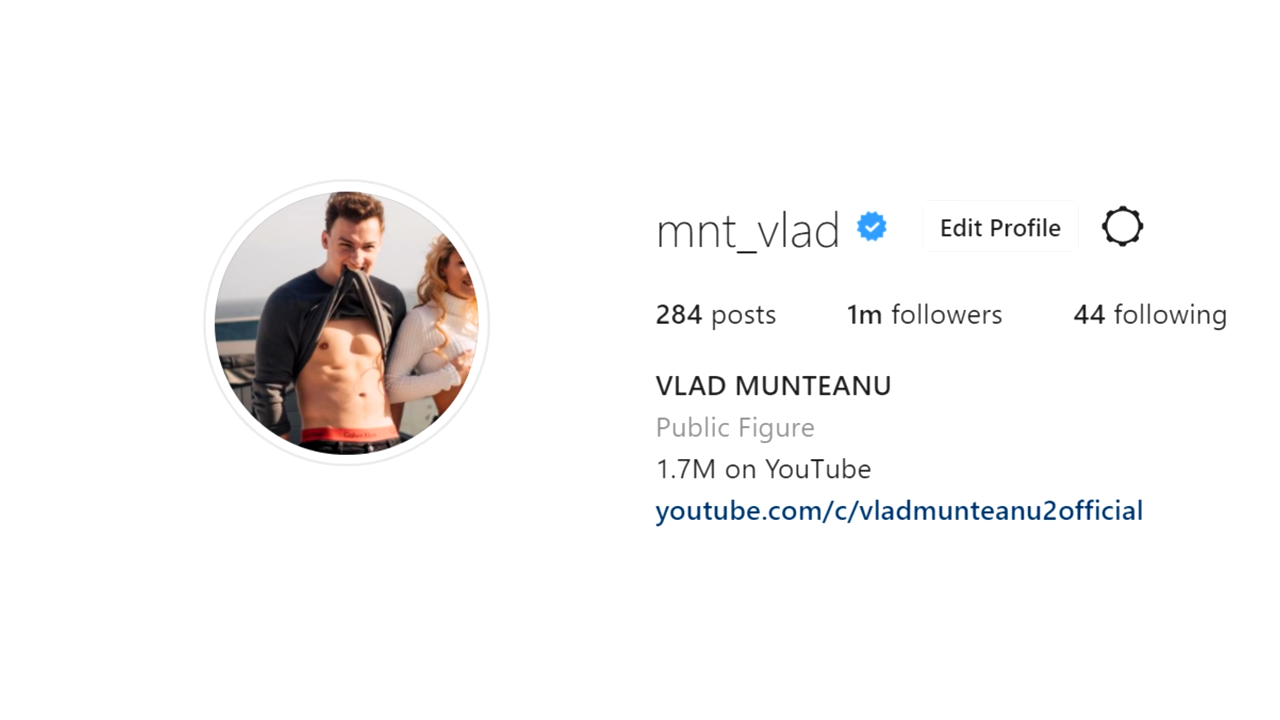 mnt_vlad Edit Profile
284 posts 1m followers 44 following
VLAD MUNTEANU
Public Figure
1.7M on YouTube
youtube.com/c/vladmunteanu2official